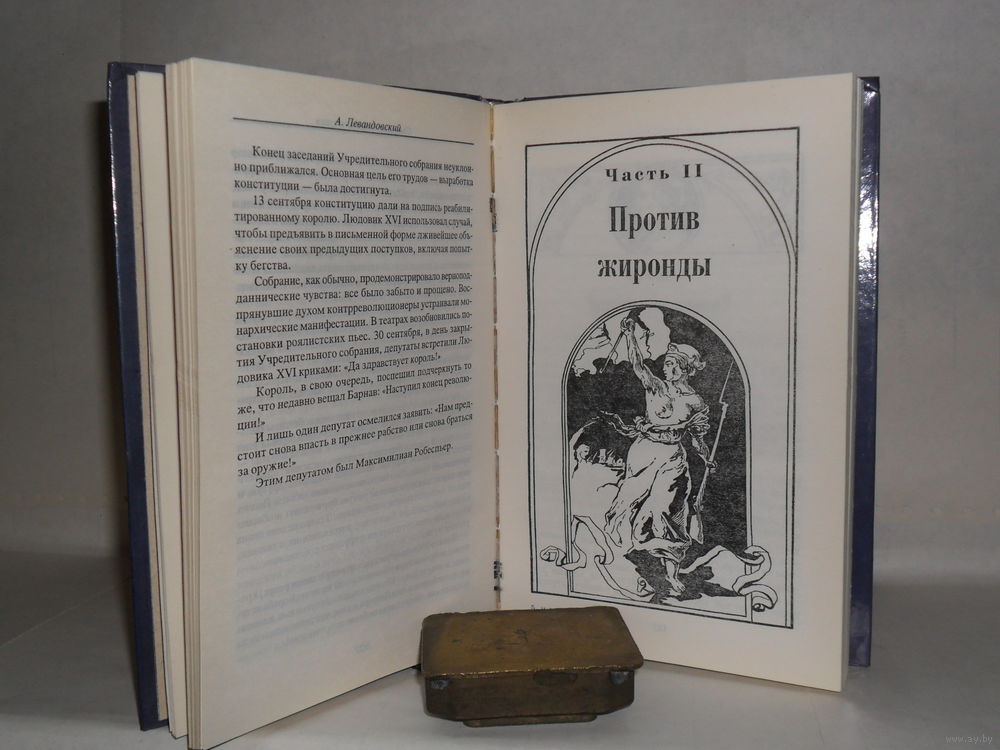 А. Левандовский
Конец заседаний Учредительного собрания неуклон-
но приближался. Основная цель его трудов — выработка
конституции — была достигнута.
13 сентября конституцию дали на подпись реабили-
тированному королю. Людовик XVI использовал случай,
чтобы предъявить в письменной форме лживейшее объ-
яснение своих предыдущих поступков, включая попыт-
ку бегства.
Собрание, как обычно, продемонстрировало верноподo-
даннические чувства: все было забыто и прощено. Вос-
прянувшие духом контрреволюционеры устраивали мо-
нархические манифестации. В театрах возобновились по-
становки роялистских пьес. 30 сентября, в день закры-
тия Учредительного собрания, депутаты встретили Лю-
довика XVI криками: «Да здравствует король!»
Король, в свою очередь, поспешил подчеркнуть то
же, что недавно вещал Барнав: «Наступил конец револю-
ции!»
И лишь один депутат осмелился заявить: «Нам пред-
стоит снова впасть в прежнее рабство или снова браться
за оружие!»
Этим депутатом был Максимилиан Робеспьер.
Часть II
Против
жиронды
www.ay.by